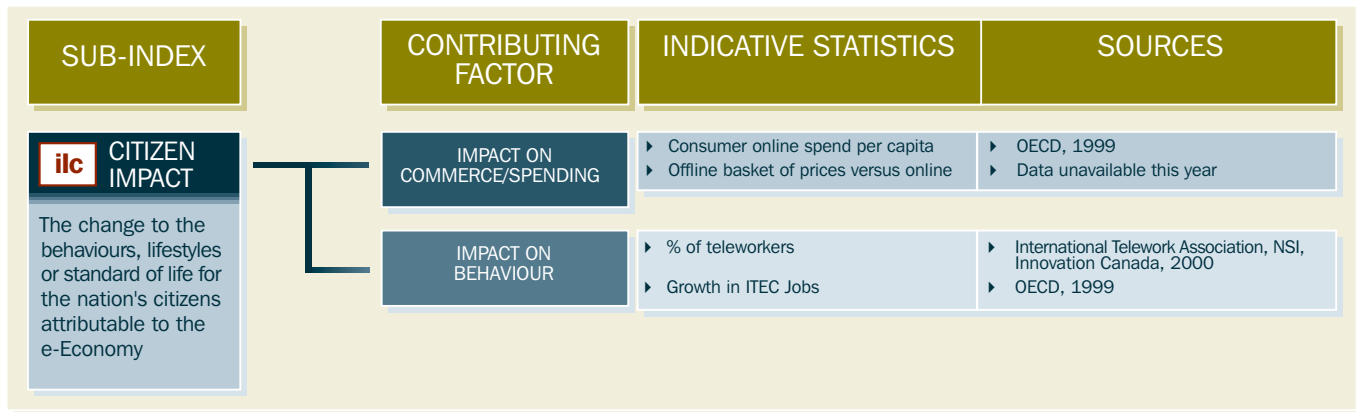 SUB-INDEX
CONTRIBUTING
FACTOR
INDICATIVE STATISTICS
SOURCES
ilc
CITIZEN
IMPACT
The change to the
behaviours, lifestyles
or standard of life for
the nation's citizens
attributable to the
e-Economy
IMPACT ON
COMMERCE/SPENDING
Consumer online spend per capita
Offline basket of prices versus online
OECD, 1999
Data unavailable this year
IMPACT ON
BEHAVIOUR
% of teleworkers
Growth in ITEC Jobs
International Telework Association, NSI,
Innovation Canada, 2000
OECD, 1999